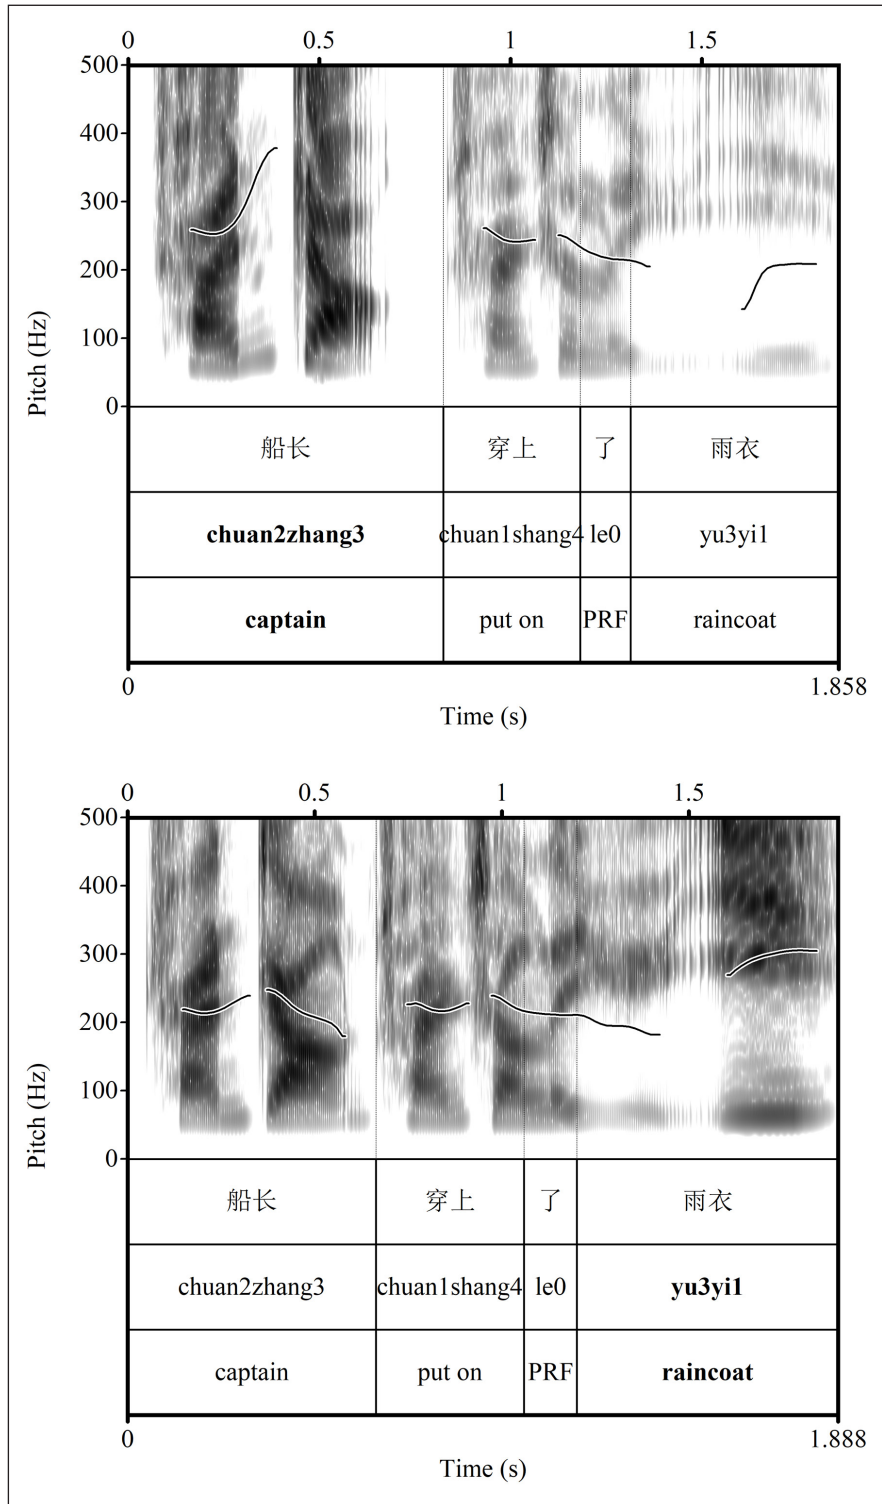 0 0.5 1 1.5
500
400
300
200
100
0
Pitch (Hz)
船长 穿上 了 雨衣
chuan2zhang3 chuan1shang4 le0 yu3yi1
captain put on PRF raincoat
0 1.858
Time (s)
0 0.5 1 1.5
500
400
300
200
100
0
Pitch (Hz)
船长 穿上 了 雨衣
chuan2zhang3 chuan1shang4 le0 yu3yi1
captain put on PRF raincoat
0 1.888
Time (s)